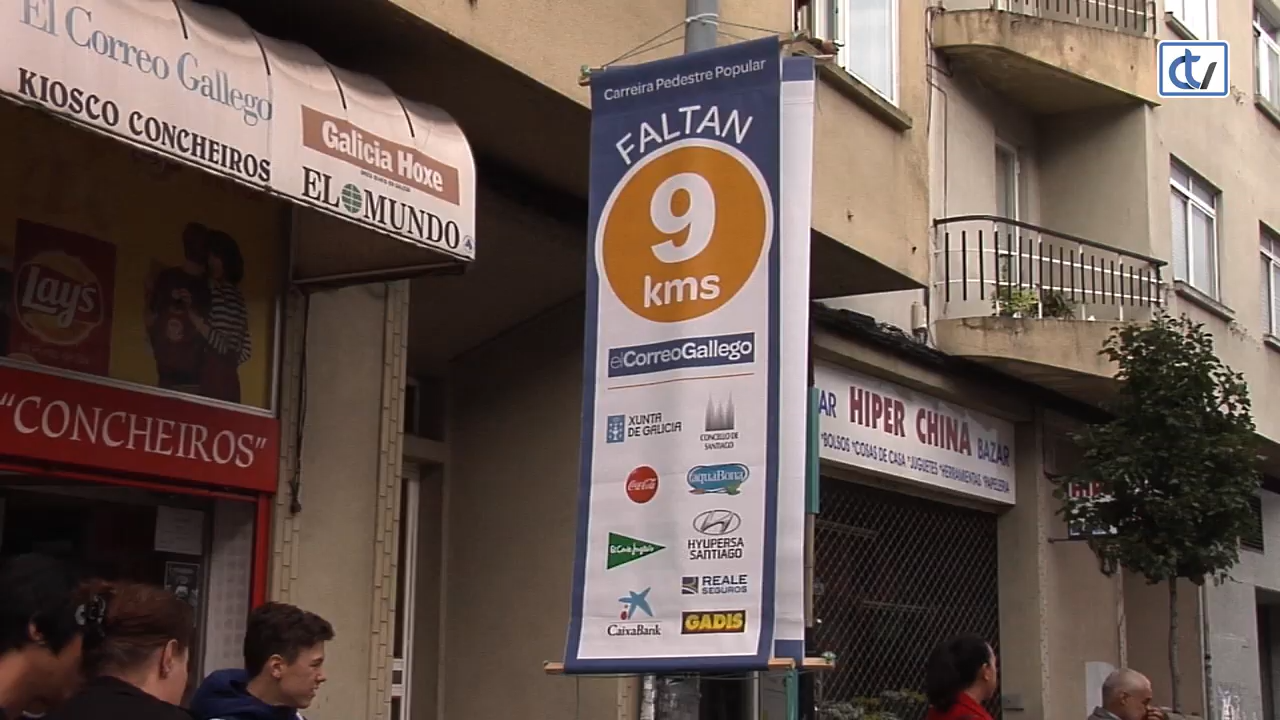 El Correo Gallego
KIOSCO CONCHEIROS
Galicia Hoxe
EL MUNDO
Lay's
"CONCHEIROS"
Carreira Pedestre Popular
FALTAN
9
kms
elCorreoGallego
XUNTA
DE GALICIA
CONCELLO DE
SANTIAGO
Coca-Cola
aquaBona
El Corte Inglés
HYUPERSA
SANTIAGO
REALE
SEGUROS
CaixaBank
GADIS
AR HIPER CHINA BAZAR
*BOLSOS *COSAS DE CASA *JUGUETES *HERRAMIENTAS *PAPELERIA
ctv